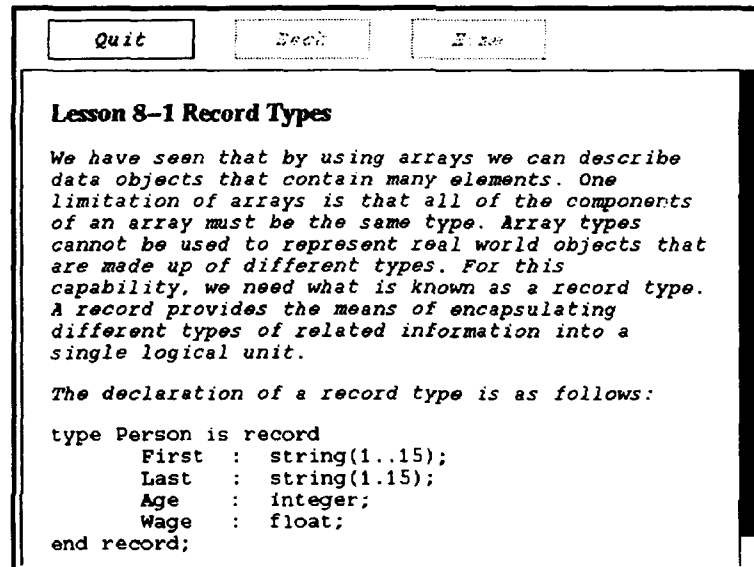 Quit
Lesson 8–1 Record Types
We have seen that by using arrays we can describe
data objects that contain many elements. One
limitation of arrays is that all of the components
of an array must be the same type. Array types
cannot be used to represent real world objects that
are made up of different types. For this
capability, we need what is known as a record type.
A record provides the means of encapsulating
different types of related information into a
single logical unit.
The declaration of a record type is as follows:
type Person is record
First : string(1..15);
Last : string(1.15);
Age : integer;
Wage : float;
end record;